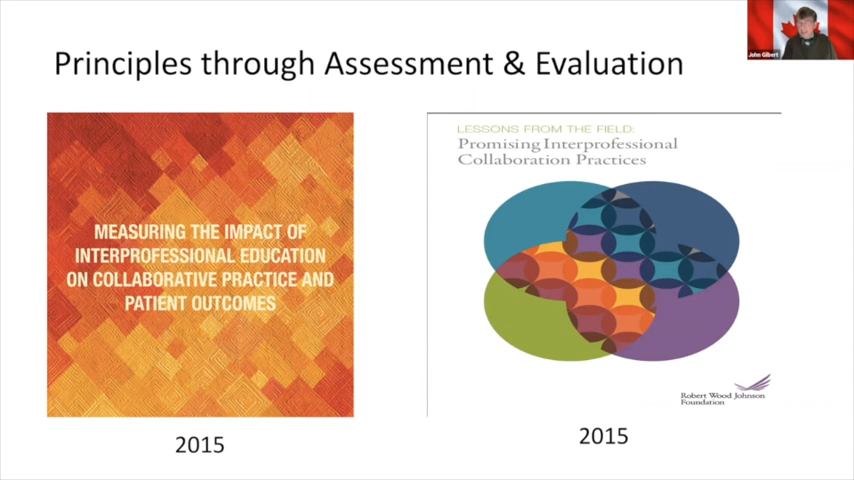 John Gilbert
Principles through Assessment & Evaluation
MEASURING THE IMPACT OF
INTERPROFESSIONAL EDUCATION
ON COLLABORATIVE PRACTICE AND
PATIENT OUTCOMES
2015
LESSONS FROM THE FIELD:
Promising Interprofessional
Collaboration Practices
Robert Wood Johnson
Foundation
2015